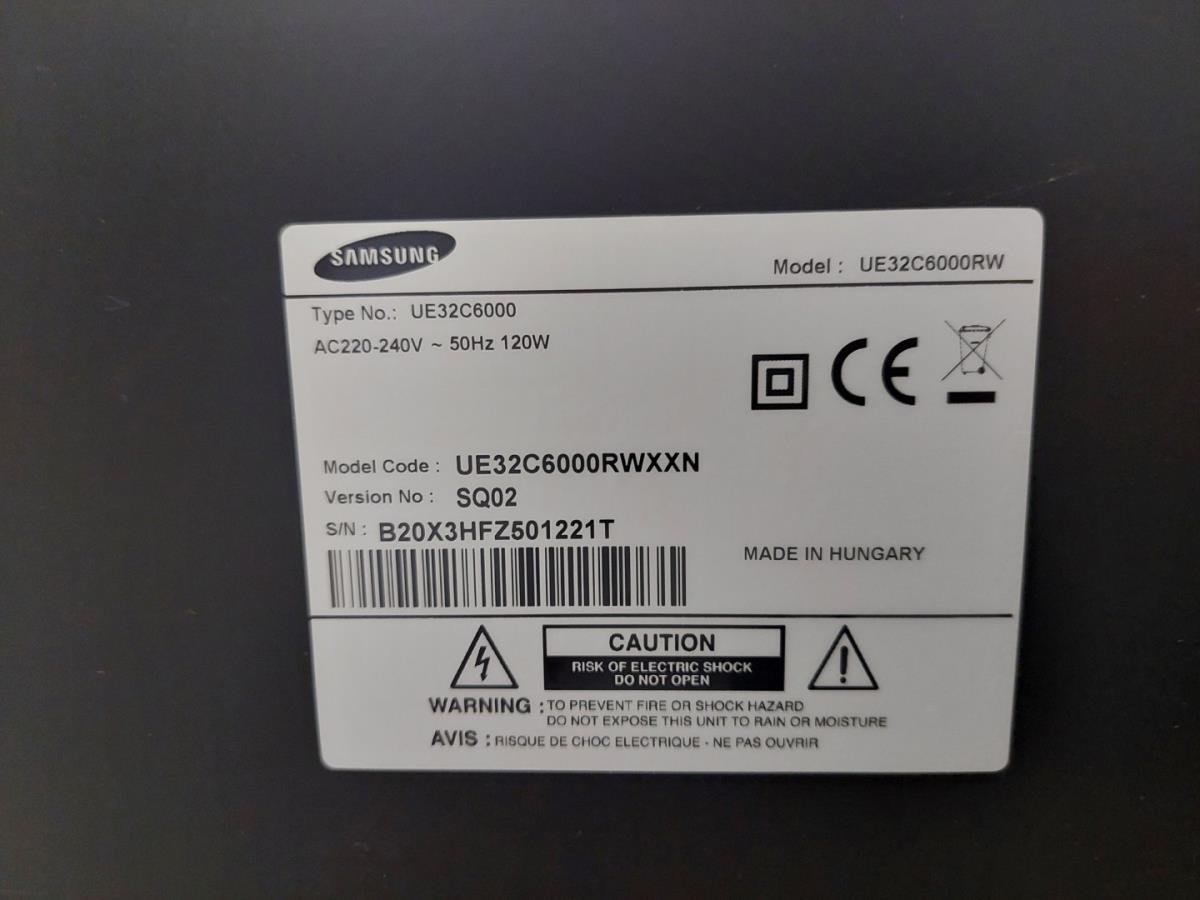 SAMSUNG
Model : UE32C6000RW
Type No.: UE32C6000
AC220-240V ~ 50Hz 120W
CE
Model Code : UE32C6000RWXXN
Version No : SQ02
S/N : B20X3HFZ501221T
MADE IN HUNGARY
CAUTION
RISK OF ELECTRIC SHOCK
DO NOT OPEN
WARNING : TO PREVENT FIRE OR SHOCK HAZARD
DO NOT EXPOSE THIS UNIT TO RAIN OR MOISTURE
AVIS : RISQUE DE CHOC ELECTRIQUE - NE PAS OUVRIR